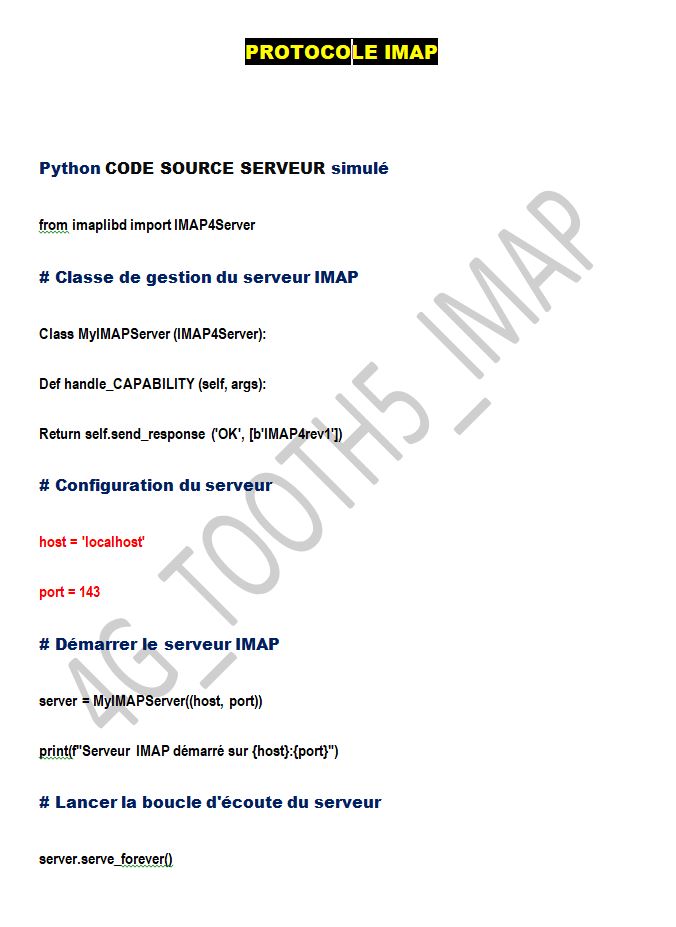 PROTOCOLE IMAP
Python CODE SOURCE SERVEUR simulé
from imaplibd import IMAP4Server
# Classe de gestion du serveur IMAP
Class MyIMAPServer (IMAP4Server):
Def handle_CAPABILITY (self, args):
Return self.send_response ('OK', [b'IMAP4rev1'])
# Configuration du serveur
host = 'localhost'
port = 143
# Démarrer le serveur IMAP
server = MyIMAPServer((host, port))
print(f"Serveur IMAP démarré sur {host}:{port}")
# Lancer la boucle d'écoute du serveur
server.serve_forever()
4G_TOOTH5_IMAP